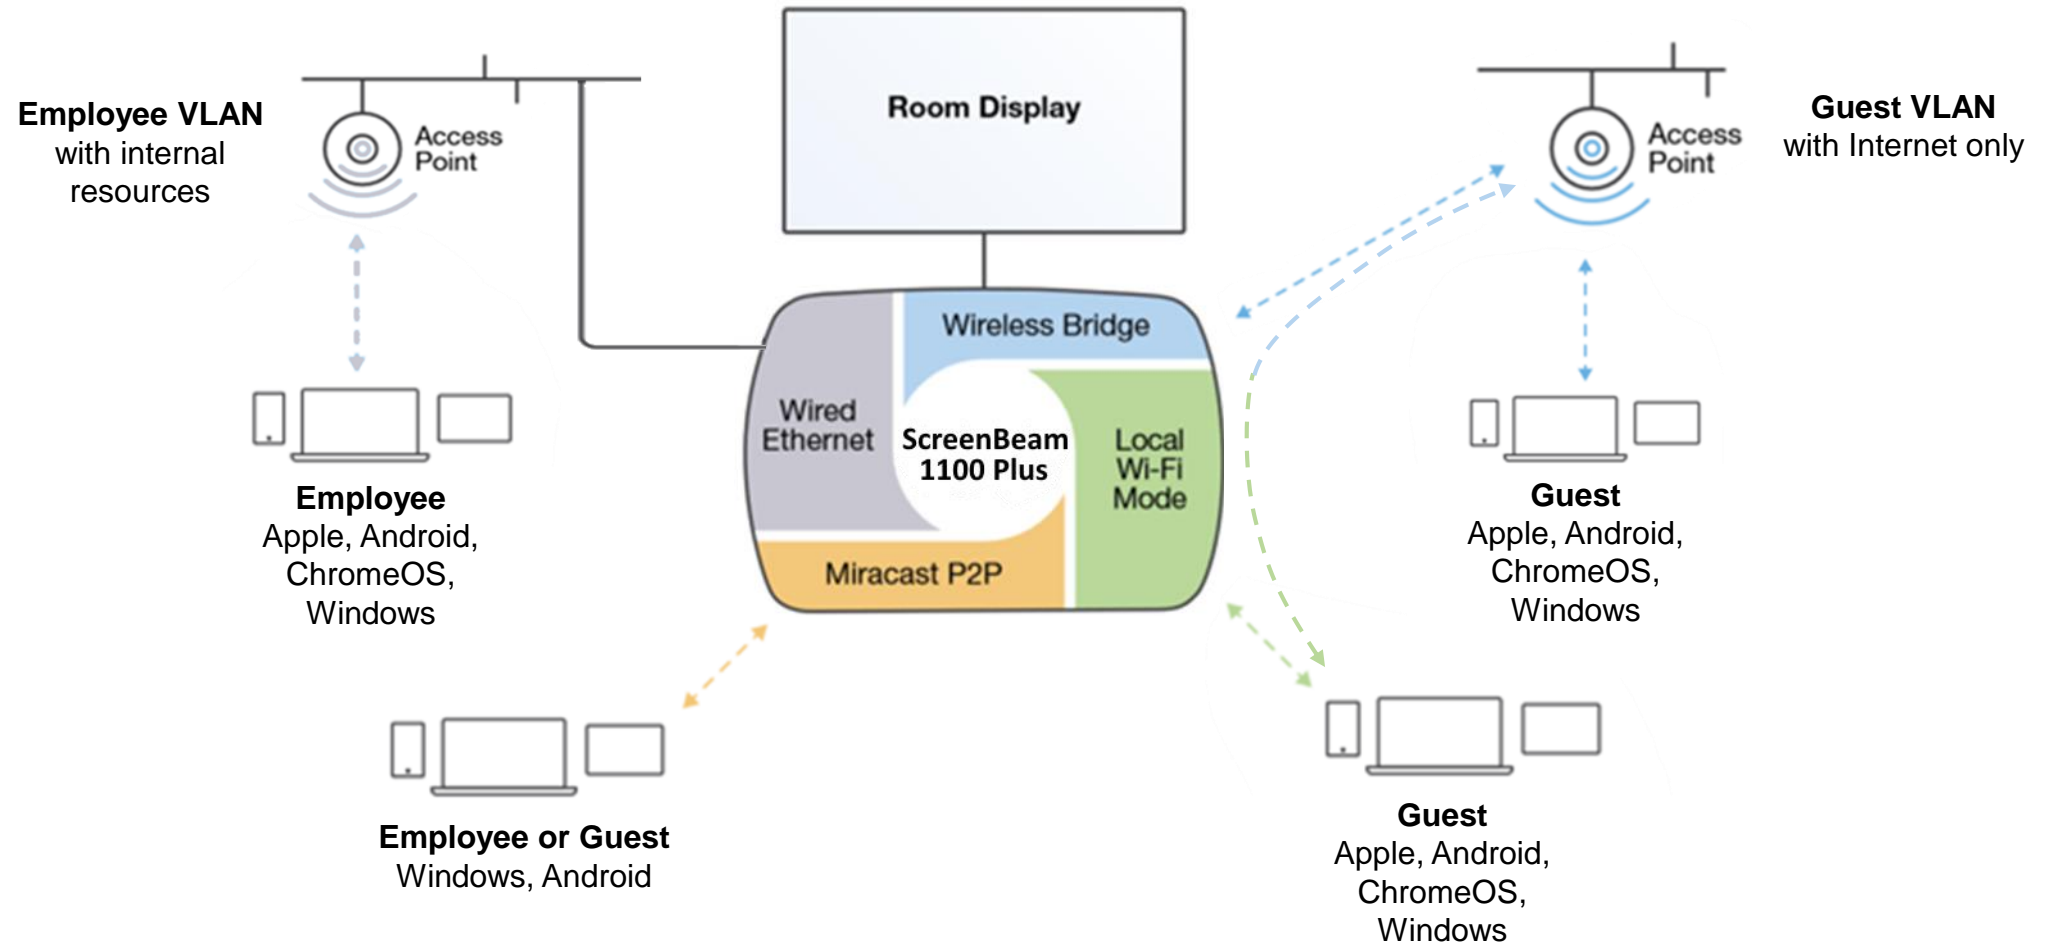 Employee VLAN
with internal
resources
Access
Point
Room Display
Access
Point
Guest VLAN
with Internet only
Wireless Bridge
Wired
Ethernet
ScreenBeam
1100 Plus
Local
Wi-Fi
Mode
Miracast P2P
Employee
Apple, Android,
ChromeOS,
Windows
Guest
Apple, Android,
ChromeOS,
Windows
Employee or Guest
Windows, Android
Guest
Apple, Android,
ChromeOS,
Windows